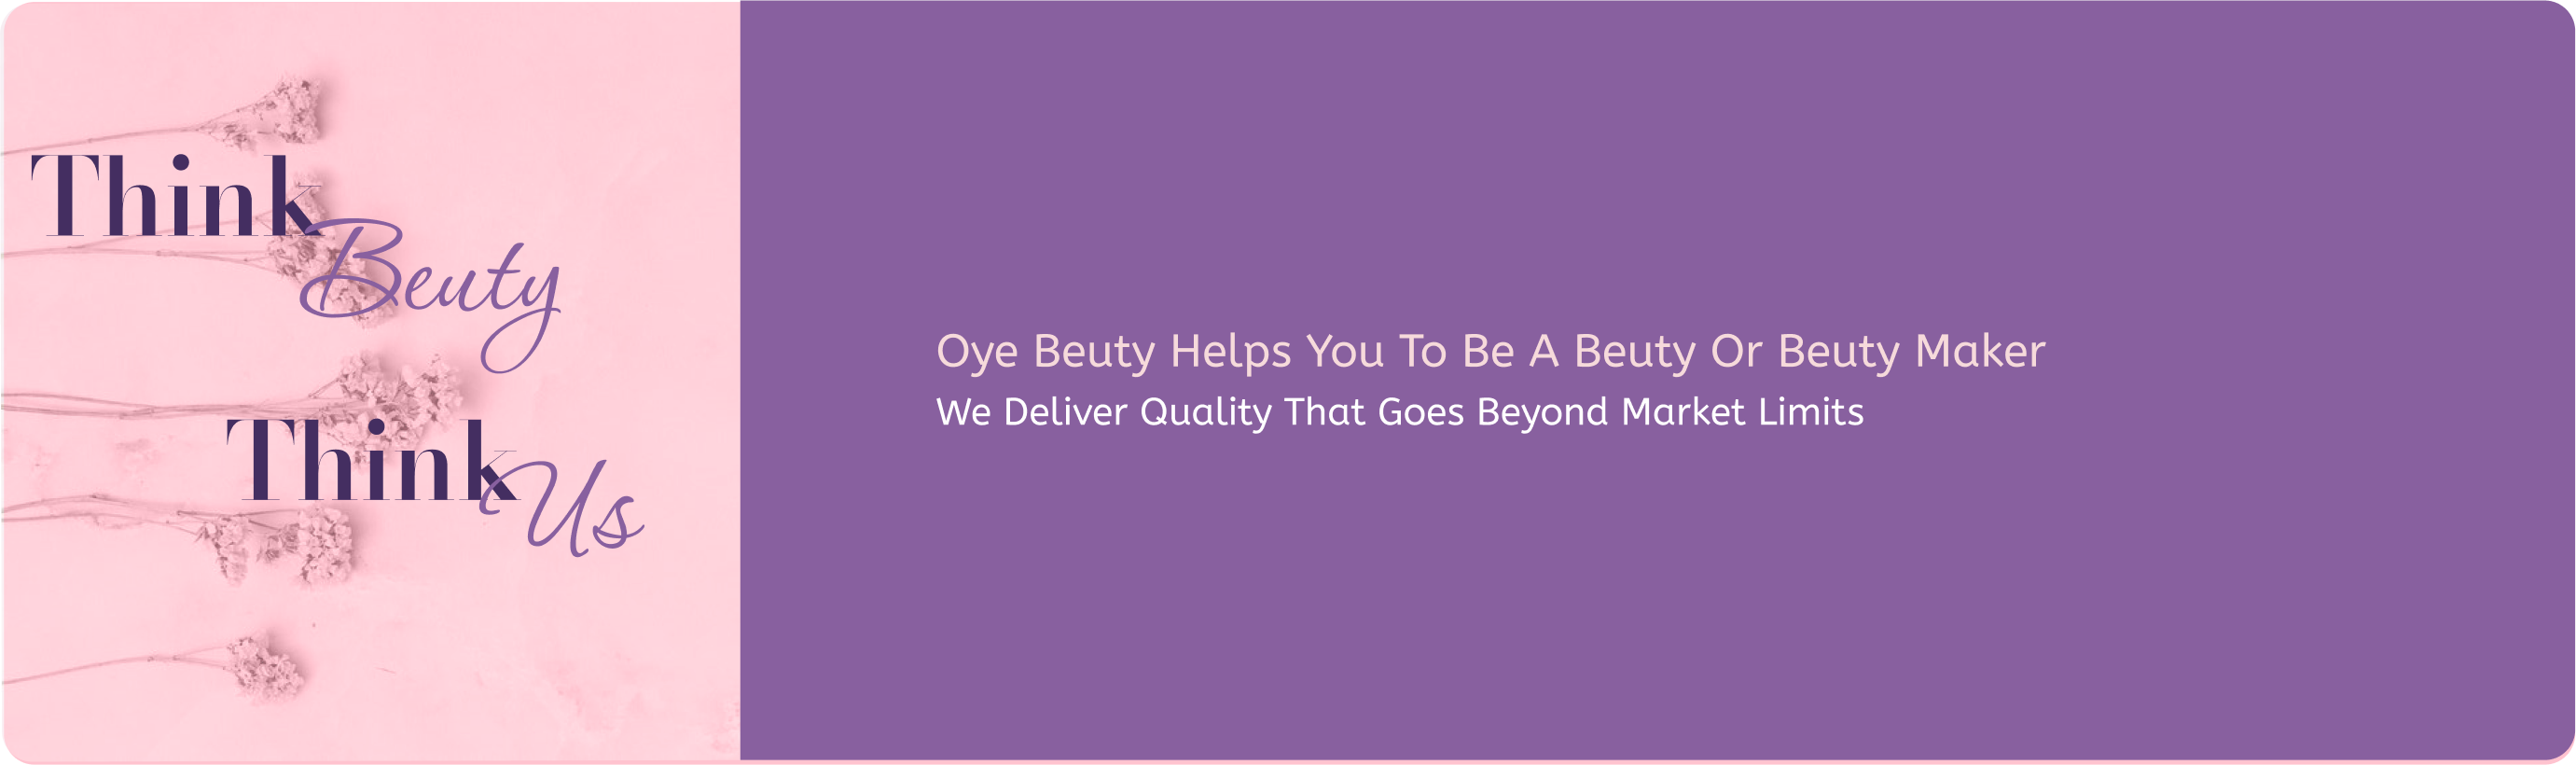 Think
Beuty
Think
Us
Oye Beuty Helps You To Be A Beuty Or Beuty Maker
We Deliver Quality That Goes Beyond Market Limits